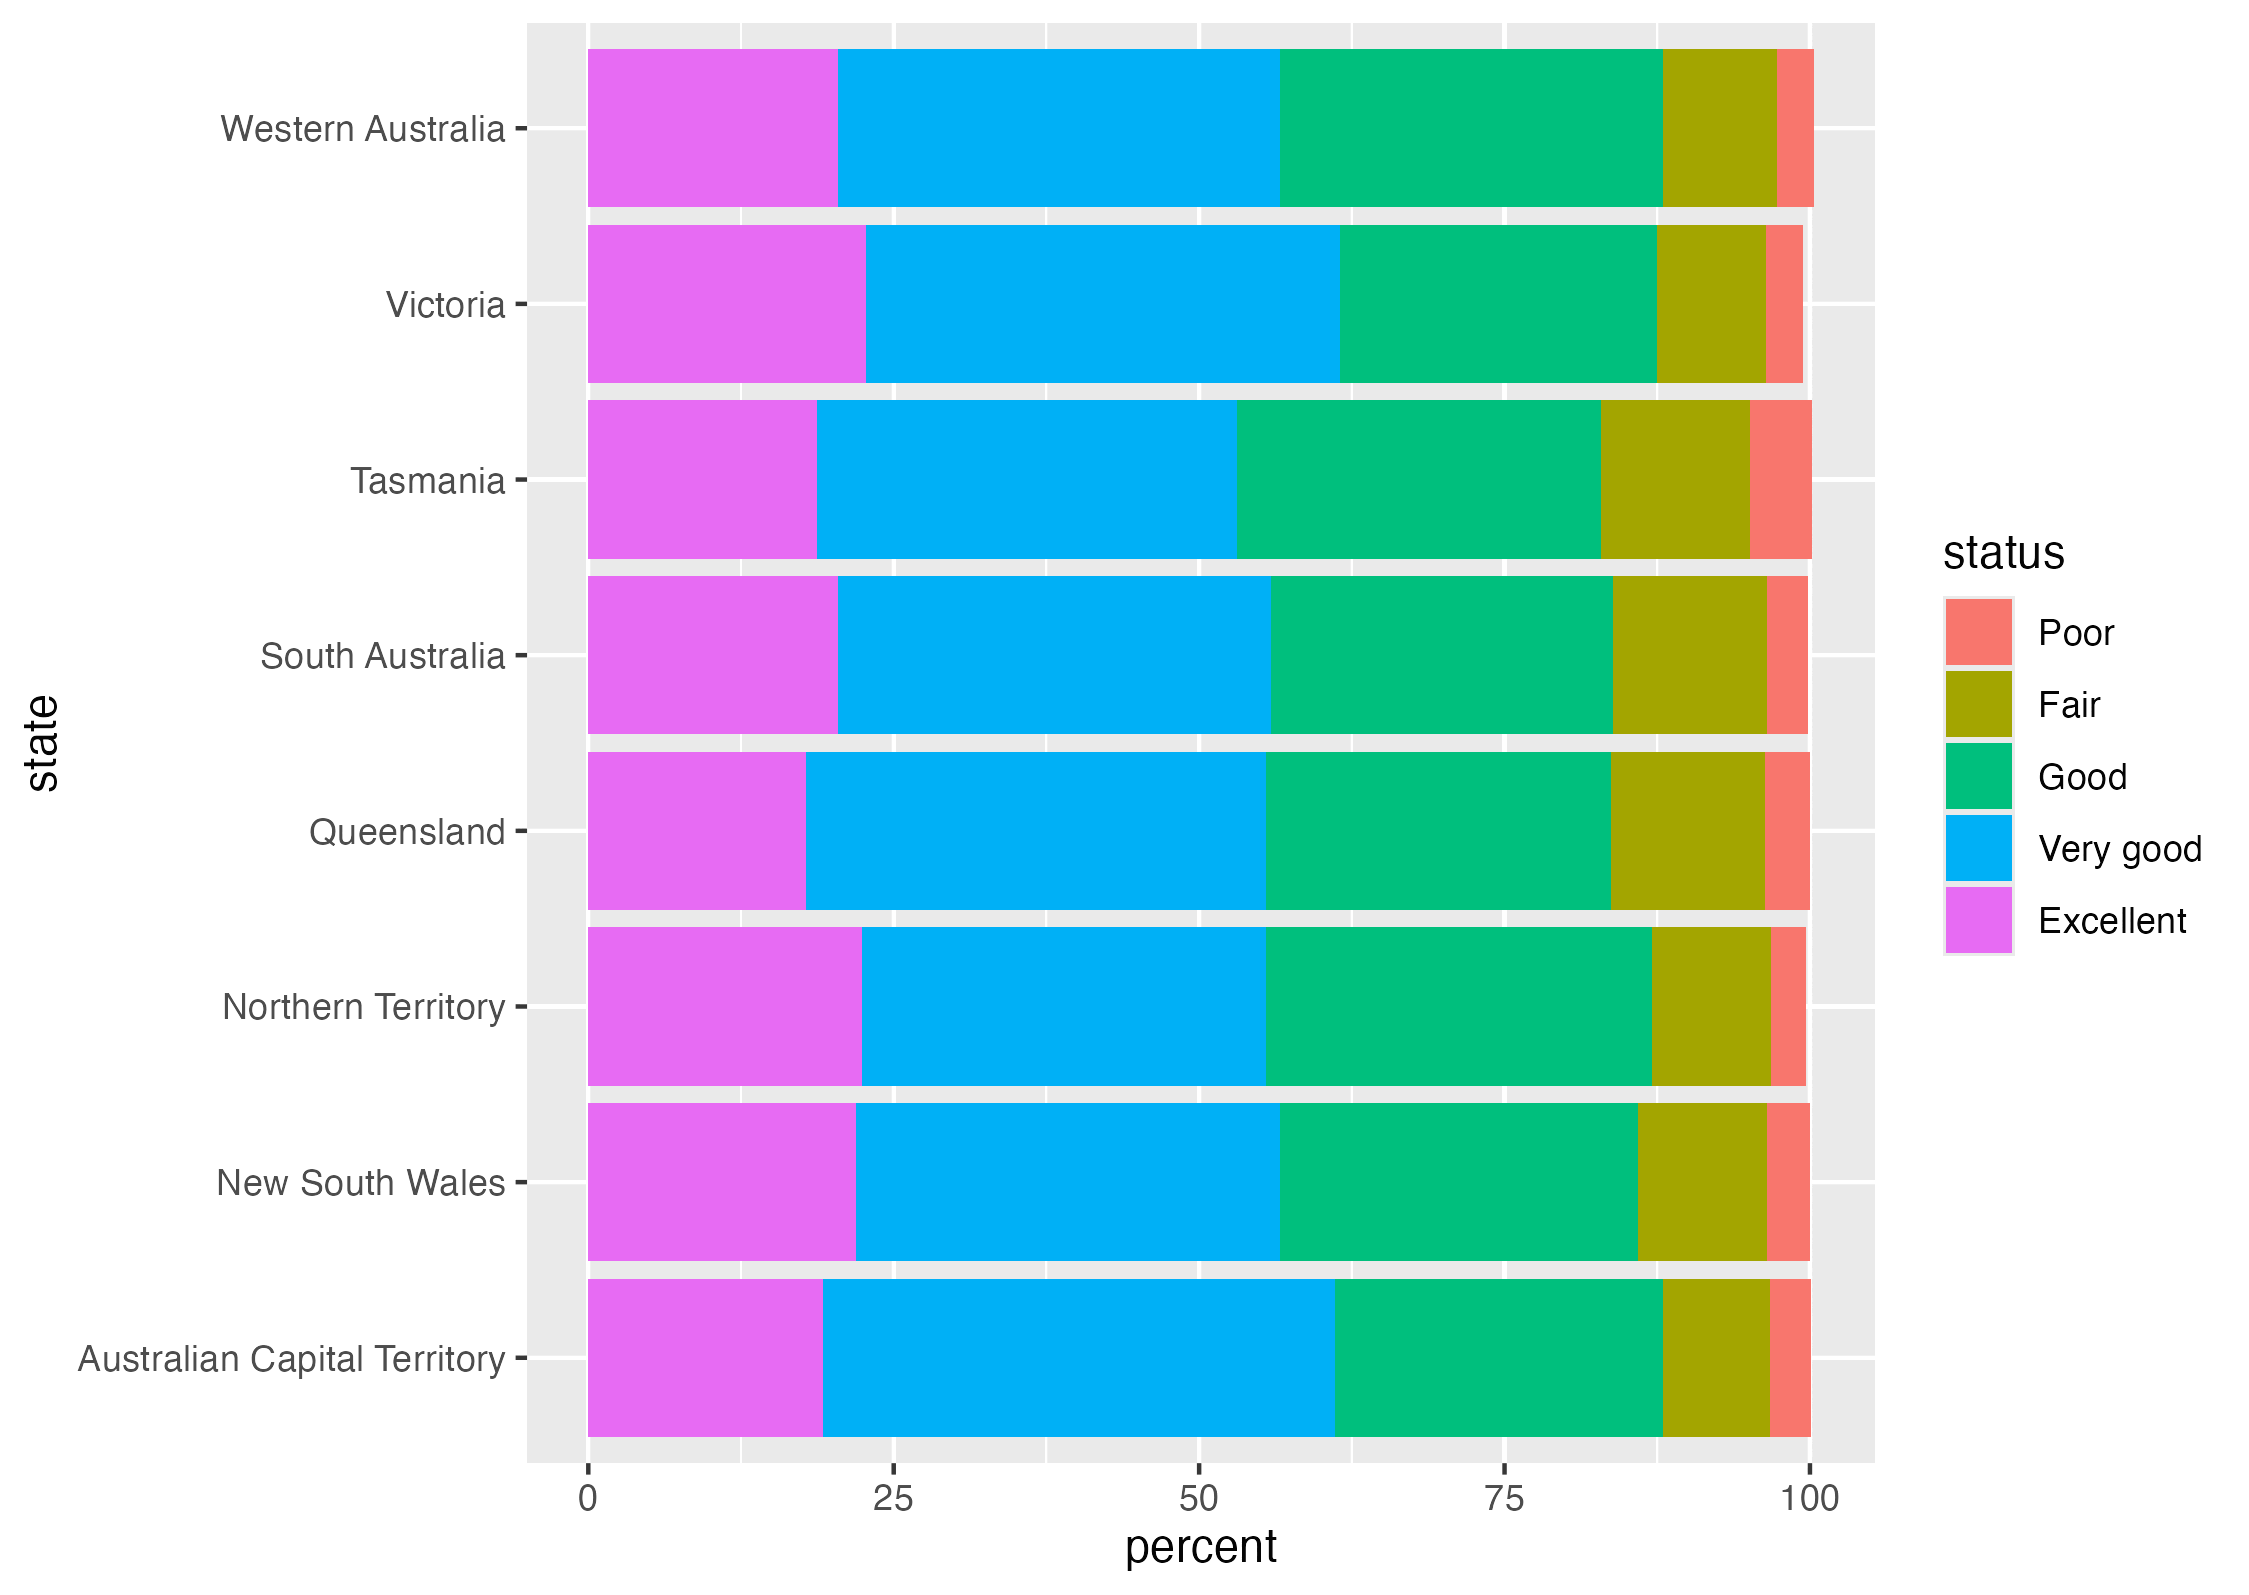 state
Western Australia
Victoria
Tasmania
South Australia
Queensland
Northern Territory
New South Wales
Australian Capital Territory
0 25 50 75 100
percent
status
Poor
Fair
Good
Very good
Excellent